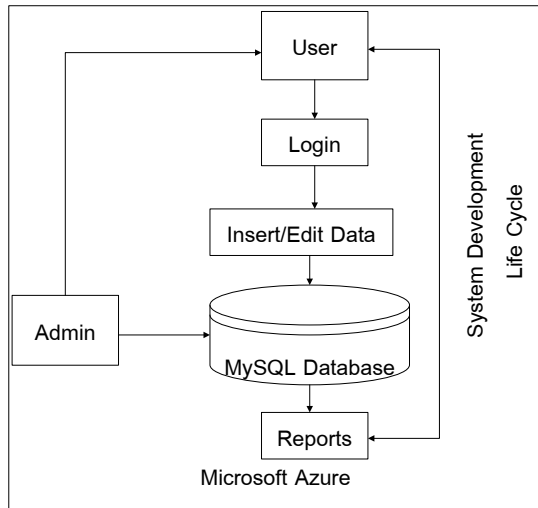 User
Login
Insert/Edit Data
Admin
MySQL Database
Reports
Microsoft Azure
System Development
Life Cycle